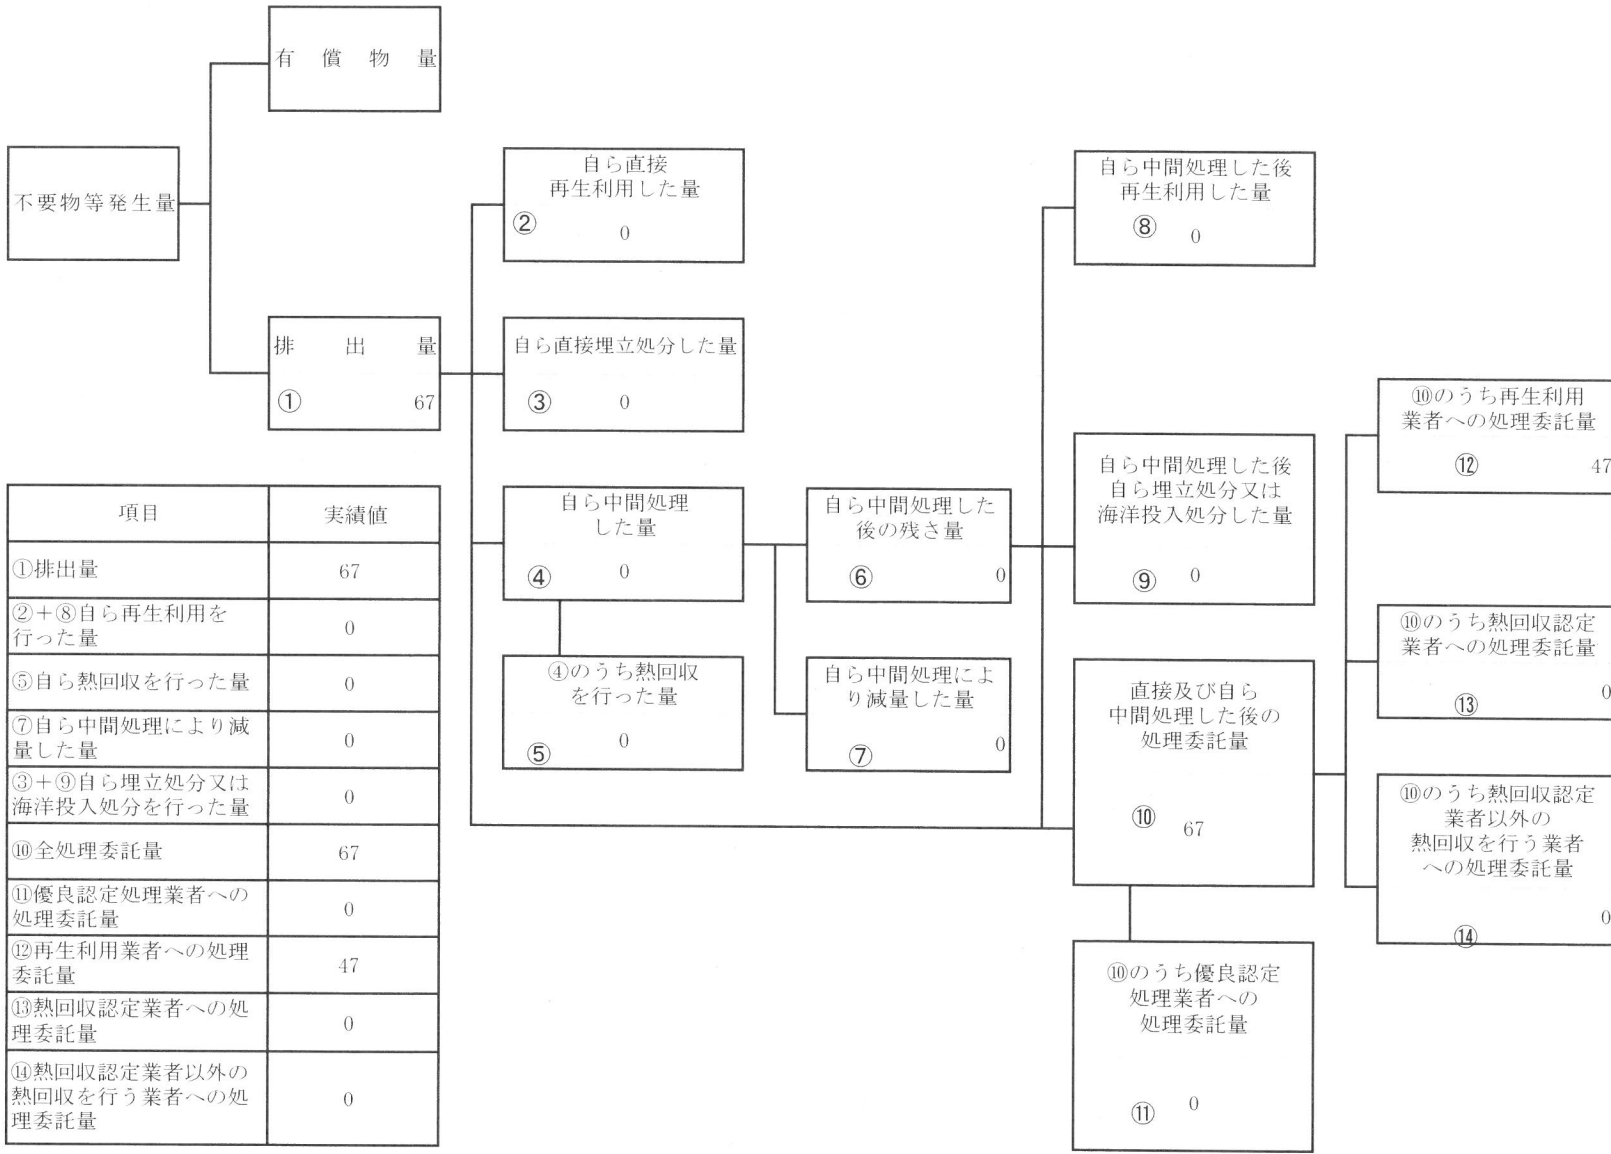 有償物量
不要物等発生量
排出量
① 67
自ら直接
再生利用した量
② 0
自ら直接埋立処分した量
③ 0
自ら中間処理
した量
④ 0
④のうち熱回収
を行った量
⑤ 0
自ら中間処理した
後の残さ量
⑥ 0
自ら中間処理によ
り減量した量
⑦ 0
自ら中間処理した後
再生利用した量
⑧ 0
自ら中間処理した後
自ら埋立処分又は
海洋投入処分した量
⑨ 0
直接及び自ら
中間処理した後の
処理委託量
⑩ 67
⑩のうち優良認定
処理業者への
処理委託量
⑪ 0
⑩のうち再生利用
業者への処理委託量
⑫ 47
⑩のうち熱回収認定
業者への処理委託量
⑬ 0
⑩のうち熱回収認定
業者以外の
熱回収を行う業者
への処理委託量
⑭ 0
項目 実績値
①排出量 67
②+⑧自ら再生利用を
行った量 0
⑤自ら熱回収を行った量 0
⑦自ら中間処理により減
量した量 0
③+⑨自ら埋立処分又は
海洋投入処分を行った量 0
⑩全処理委託量 67
⑪優良認定処理業者への
処理委託量 0
⑫再生利用業者への処理
委託量 47
⑬熱回収認定業者への処
理委託量 0
⑭熱回収認定業者以外の
熱回収を行う業者への処
理委託量 0